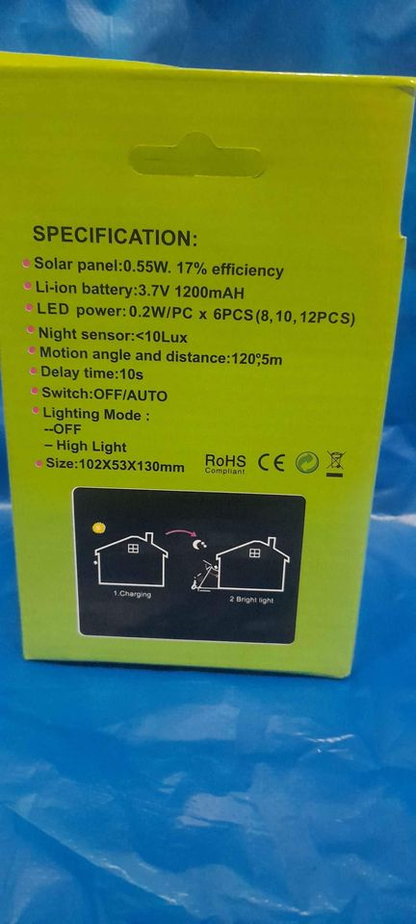 SPECIFICATION:
Solar panel:0.55W. 17% efficiency
Li-ion battery:3.7V 1200mAH
LED power: 0.2W/PC x 6PCS(8,10,12PCS)
Night sensor:<10Lux
Motion angle and distance:120°,5m
Delay time:10s
Switch:OFF/AUTO
Lighting Mode :
--OFF
– High Light
Size:102X53X130mm
RoHS
Compliant
CE
1.Charging
2 Bright light